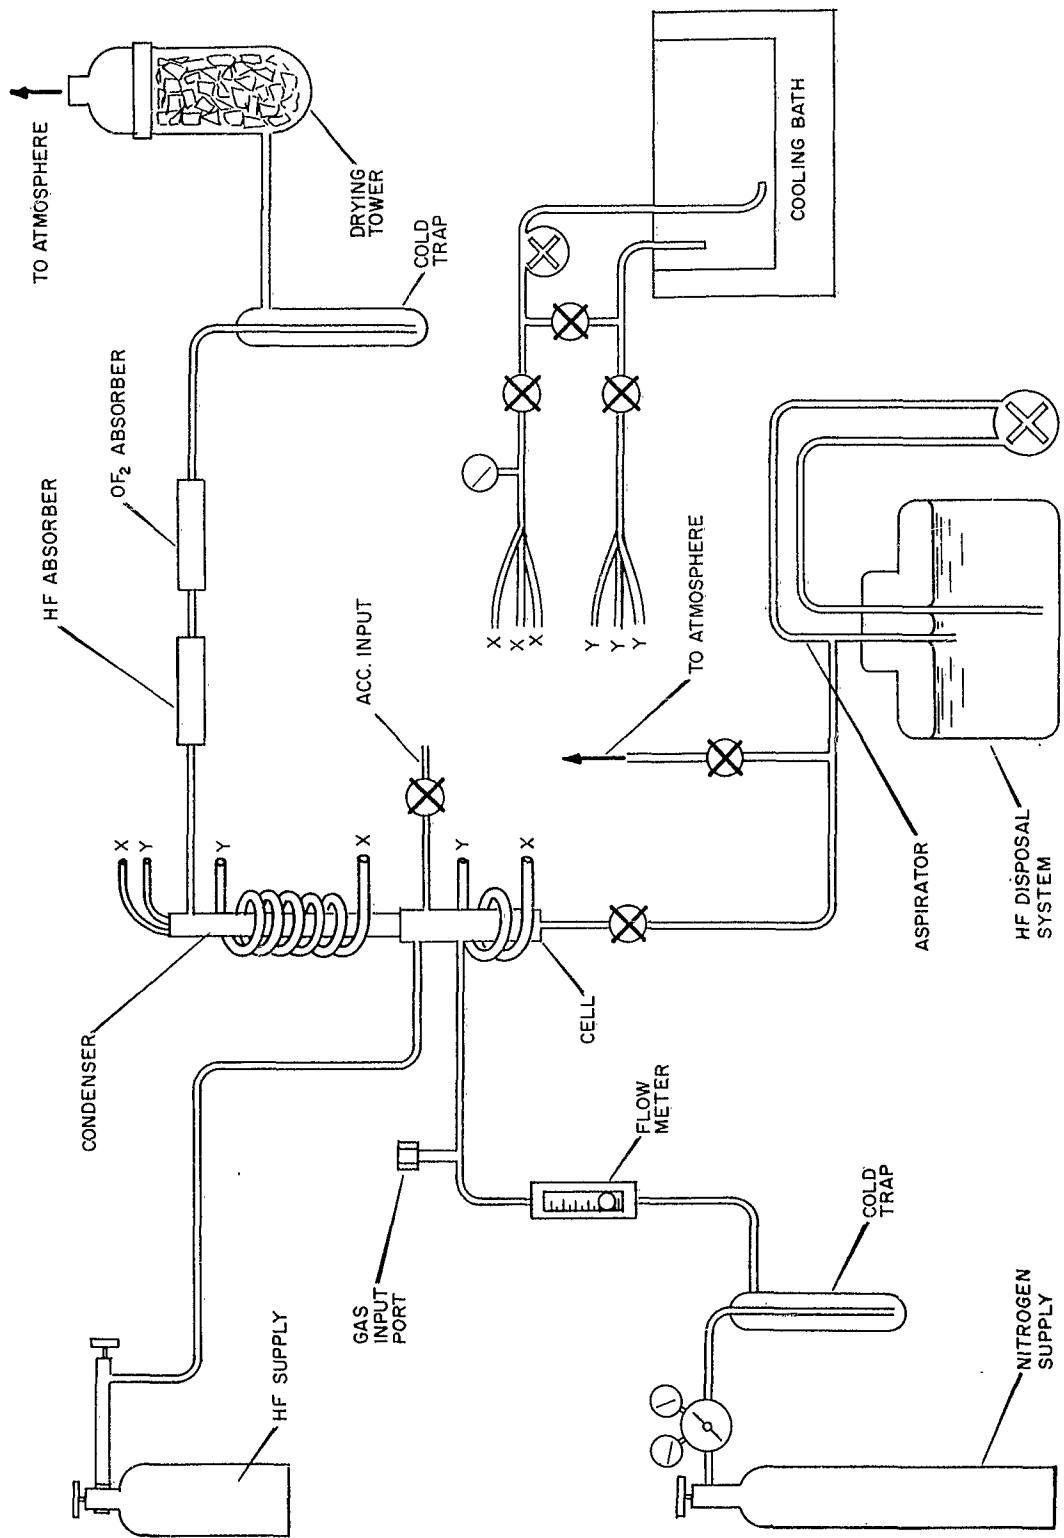 TO ATMOSPHERE
HF ABSORBER
CONDENSER
OF₂ ABSORBER
X
Y
Y
HF SUPPLY
DRYING
TOWER
ACC. INPUT
X
GAS
INPUT
PORT
COLD
TRAP
Y
X
X
X
X
CELL
Y
Y
Y
FLOW
METER
TO ATMOSPHERE
COOLING BATH
COLD
TRAP
ASPIRATOR
NITROGEN
SUPPLY
HF DISPOSAL
SYSTEM